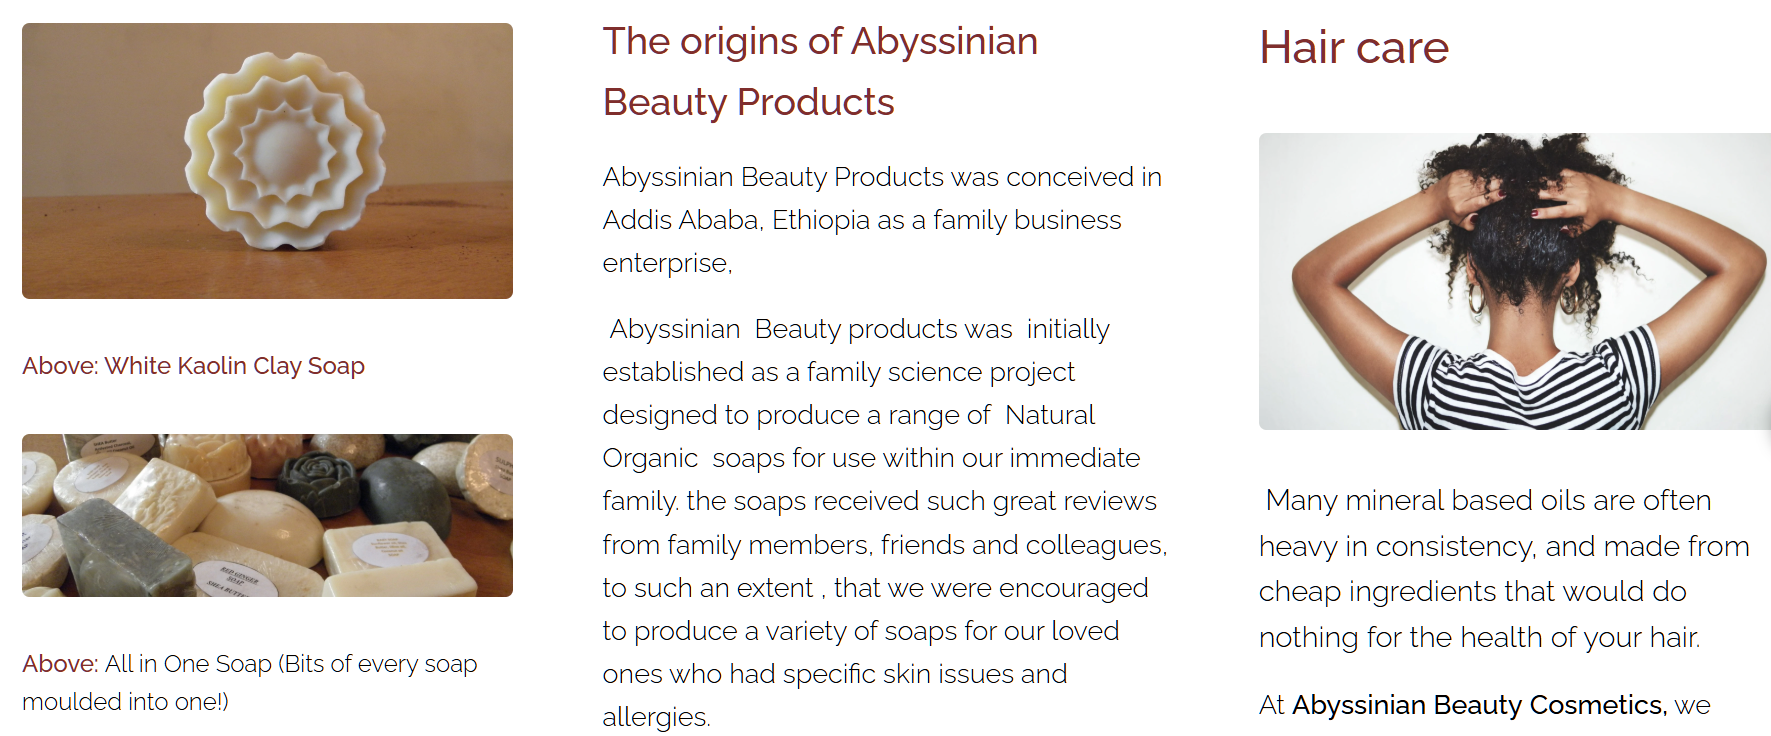 Above: White Kaolin Clay Soap
RED GINGER
SOAP
SHEA BUTTER
Above: All in One Soap (Bits of every soap
moulded into one!)
The origins of Abyssinian
Beauty Products
Abyssinian Beauty Products was conceived in
Addis Ababa, Ethiopia as a family business
enterprise,
Abyssinian  Beauty products was  initially
established as a family science project
designed to produce a range of  Natural
Organic  soaps for use within our immediate
family. the soaps received such great reviews
from family members, friends and colleagues,
to such an extent , that we were encouraged
to produce a variety of soaps for our loved
ones who had specific skin issues and
allergies.
Hair care
Many mineral based oils are often
heavy in consistency, and made from
cheap ingredients that would do
nothing for the health of your hair.
At Abyssinian Beauty Cosmetics, we